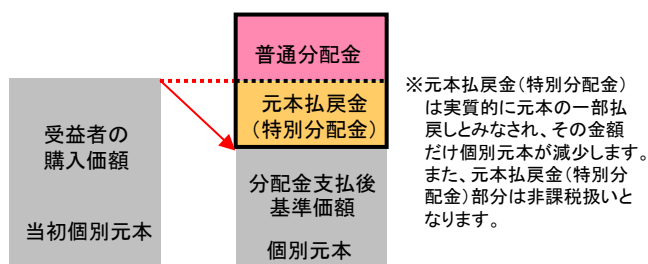 普通分配金
元本払戻金
(特別分配金)
受益者の
購入価額
当初個別元本
分配金支払後
基準価額
個別元本
※元本払戻金(特別分配金)
は実質的に元本の一部払
戻しとみなされ、その金額
だけ個別元本が減少します。
また、元本払戻金(特別分
配金)部分は非課税扱いと
なります。